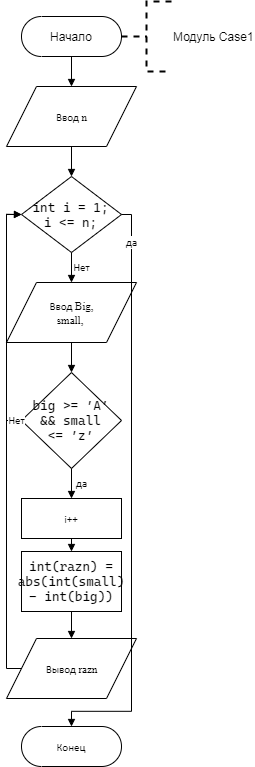 Начало
Модуль Case1
Ввод n
int i = 1;
i <= n;
да
Нет
Ввод Big,
small,
big >= 'A'
&& small
<= 'z'
Нет
да
i++
int(razn) =
abs(int(small)
− int(big))
Вывод razn
Конец